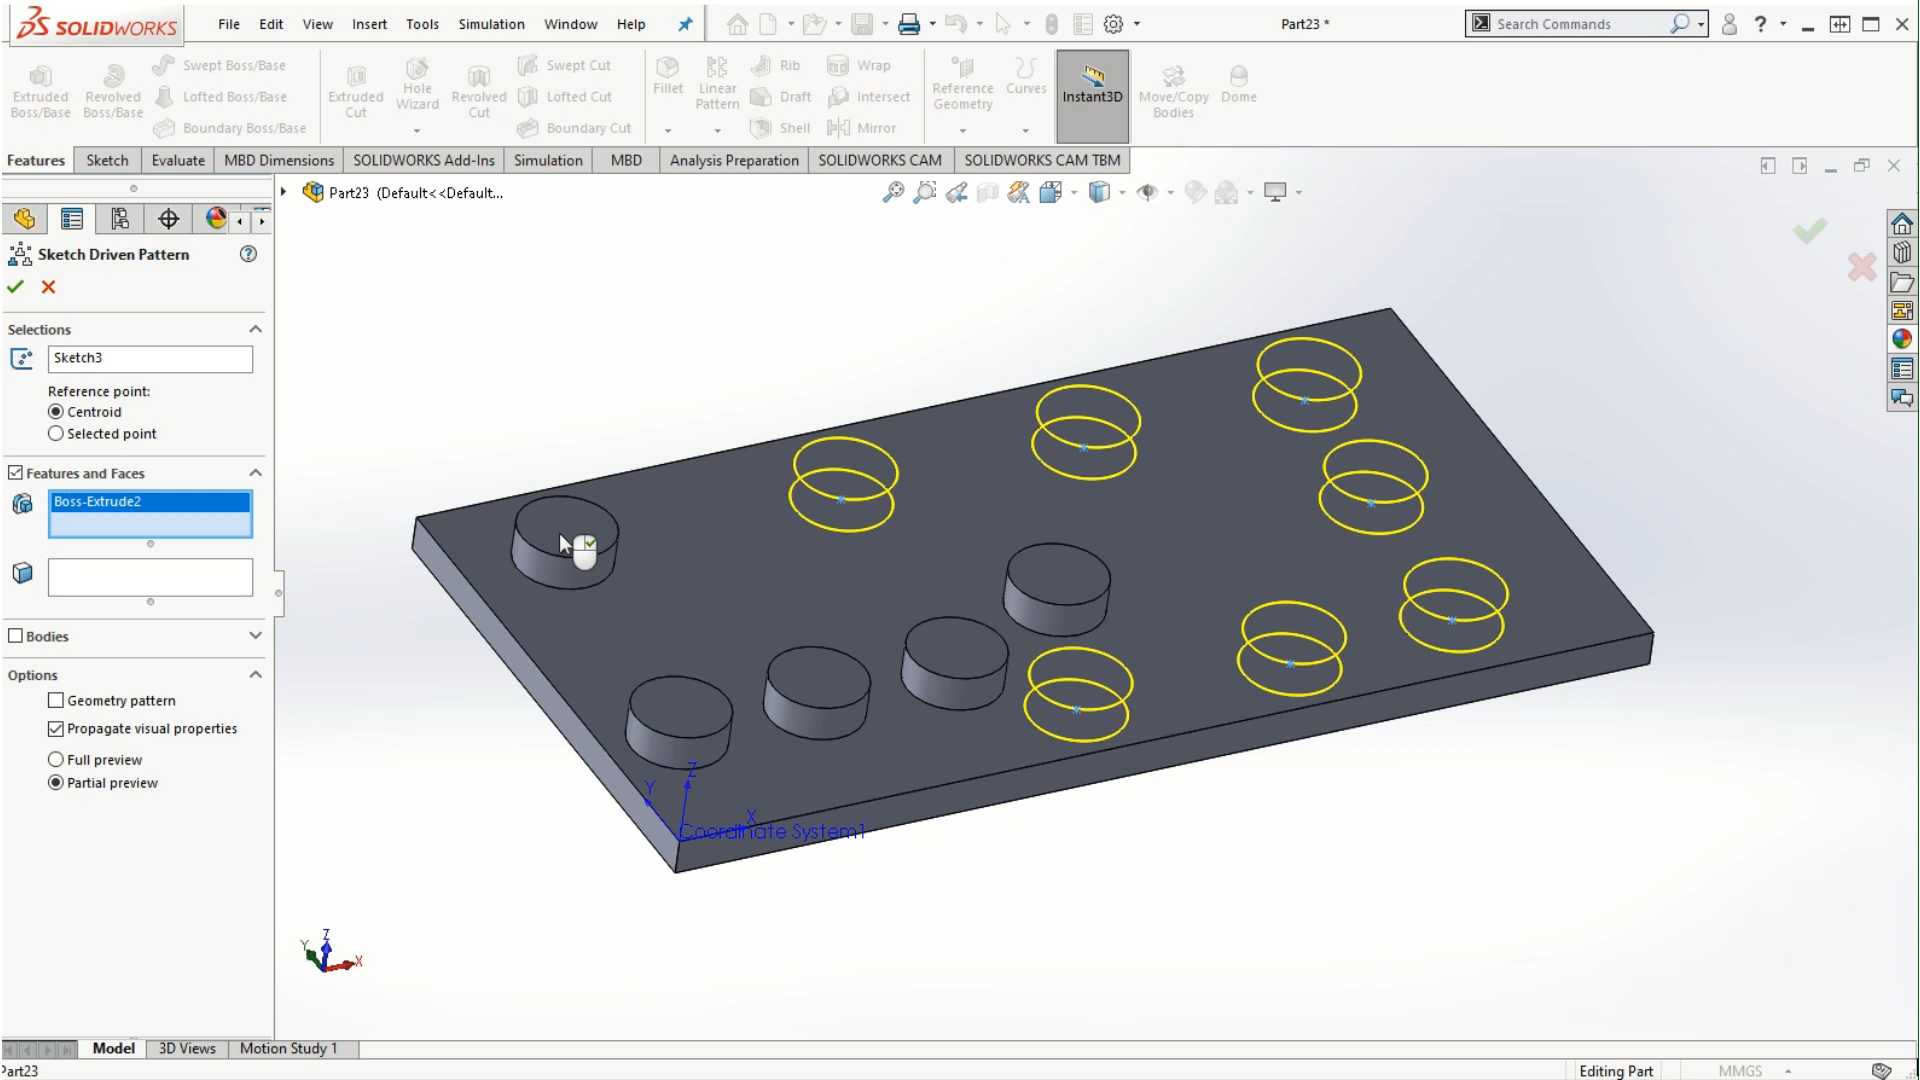 SOLIDWORKS File Edit View Insert Tools Simulation Window Help Part23 * Search Commands
Extruded Boss/Base
Revolved Boss/Base
Swept Boss/Base
Lofted Boss/Base
Boundary Boss/Base
Extruded Cut
Hole Wizard
Revolved Cut
Swept Cut
Lofted Cut
Boundary Cut
Fillet
Linear Pattern
Rib
Draft
Shell
Wrap
Intersect
Mirror
Reference Geometry
Curves
Instant3D
Move/Copy Bodies
Dome
Features Sketch Evaluate MBD Dimensions SOLIDWORKS Add-Ins Simulation MBD Analysis Preparation SOLIDWORKS CAM SOLIDWORKS CAM TBM
Part23 (Default<<Default...
Sketch Driven Pattern
Selections
Sketch3
Reference point:
Centroid
Selected point
Features and Faces
Boss-Extrude2
Bodies
Options
Geometry pattern
Propagate visual properties
Full preview
Partial preview
Z
Y
X
Coordinate System1
Z
Y
X
Model 3D Views Motion Study 1
Part23 Editing Part MMGS